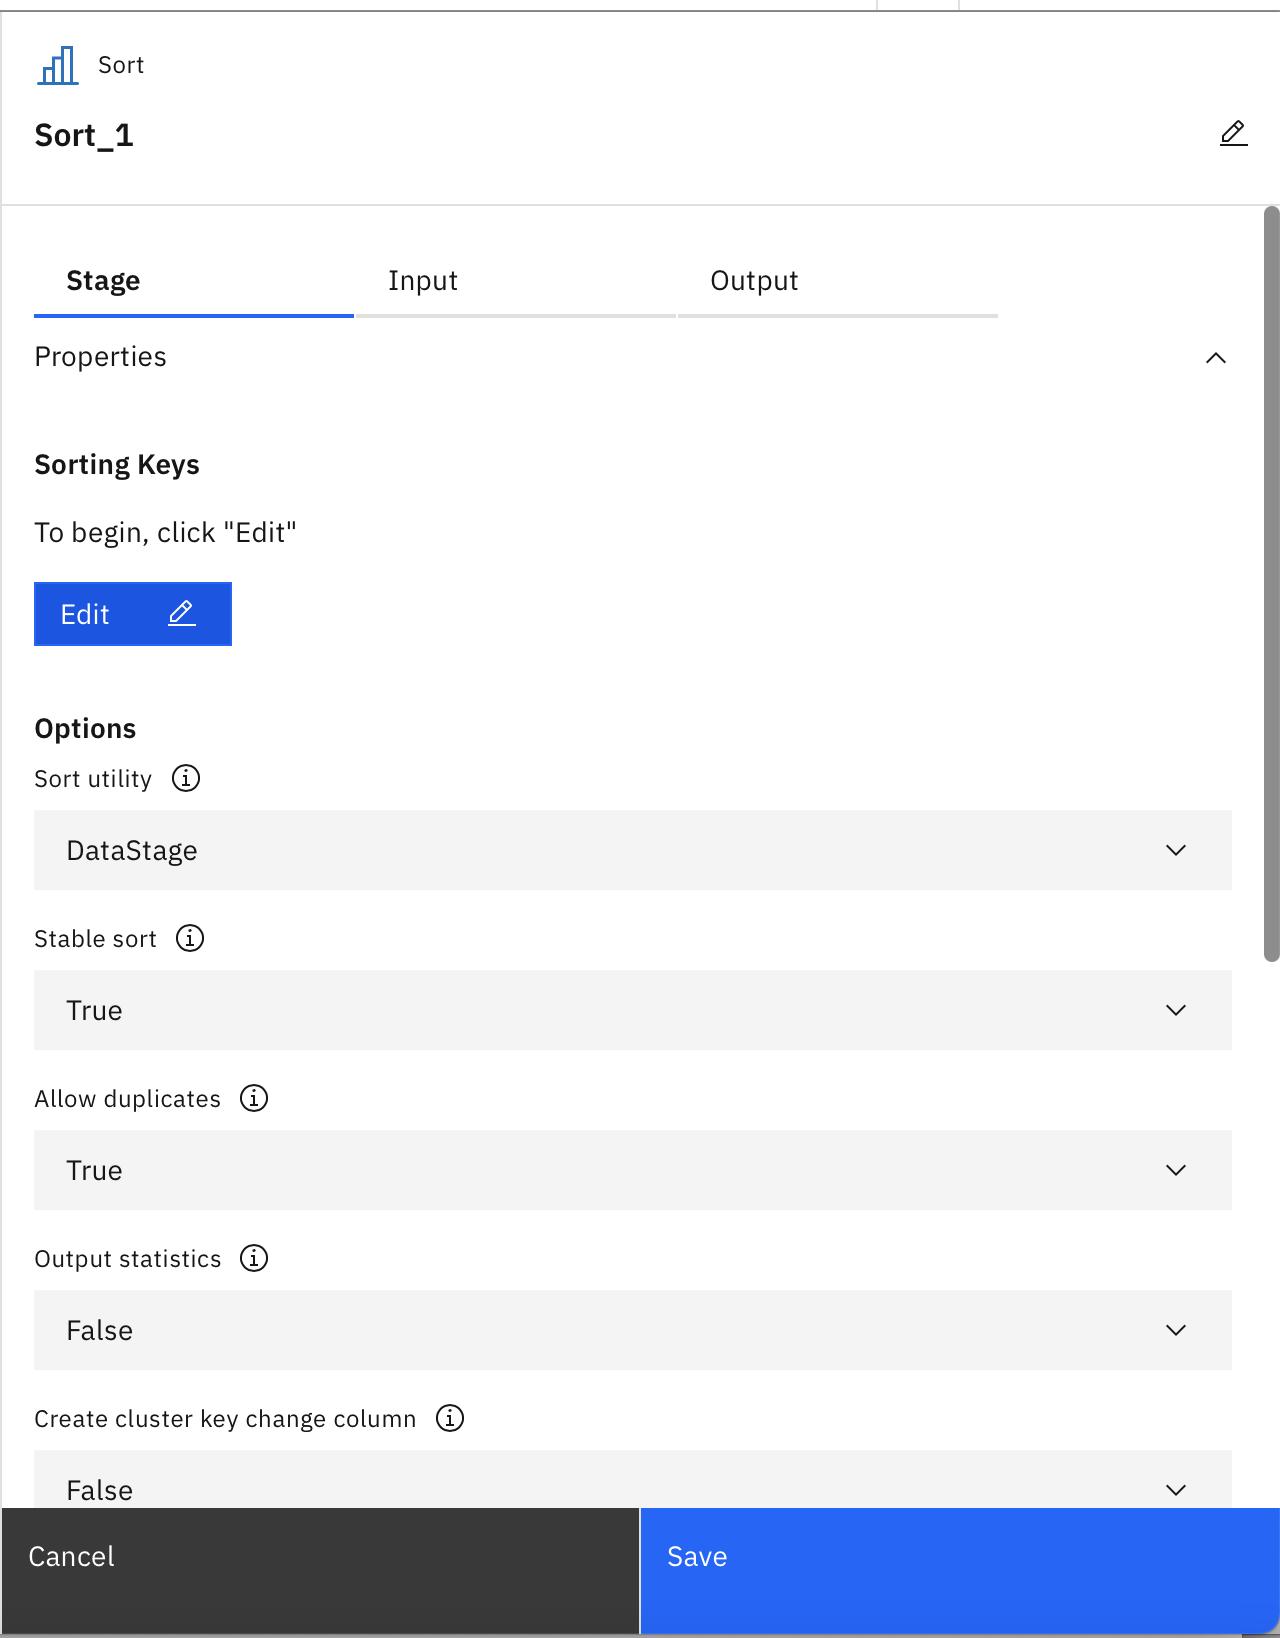 Sort
Sort_1
Stage
Input
Output
Properties
Sorting Keys
To begin, click "Edit"
Edit
Options
Sort utility
DataStage
Stable sort
True
Allow duplicates
True
Output statistics
False
Create cluster key change column
False
Cancel
Save